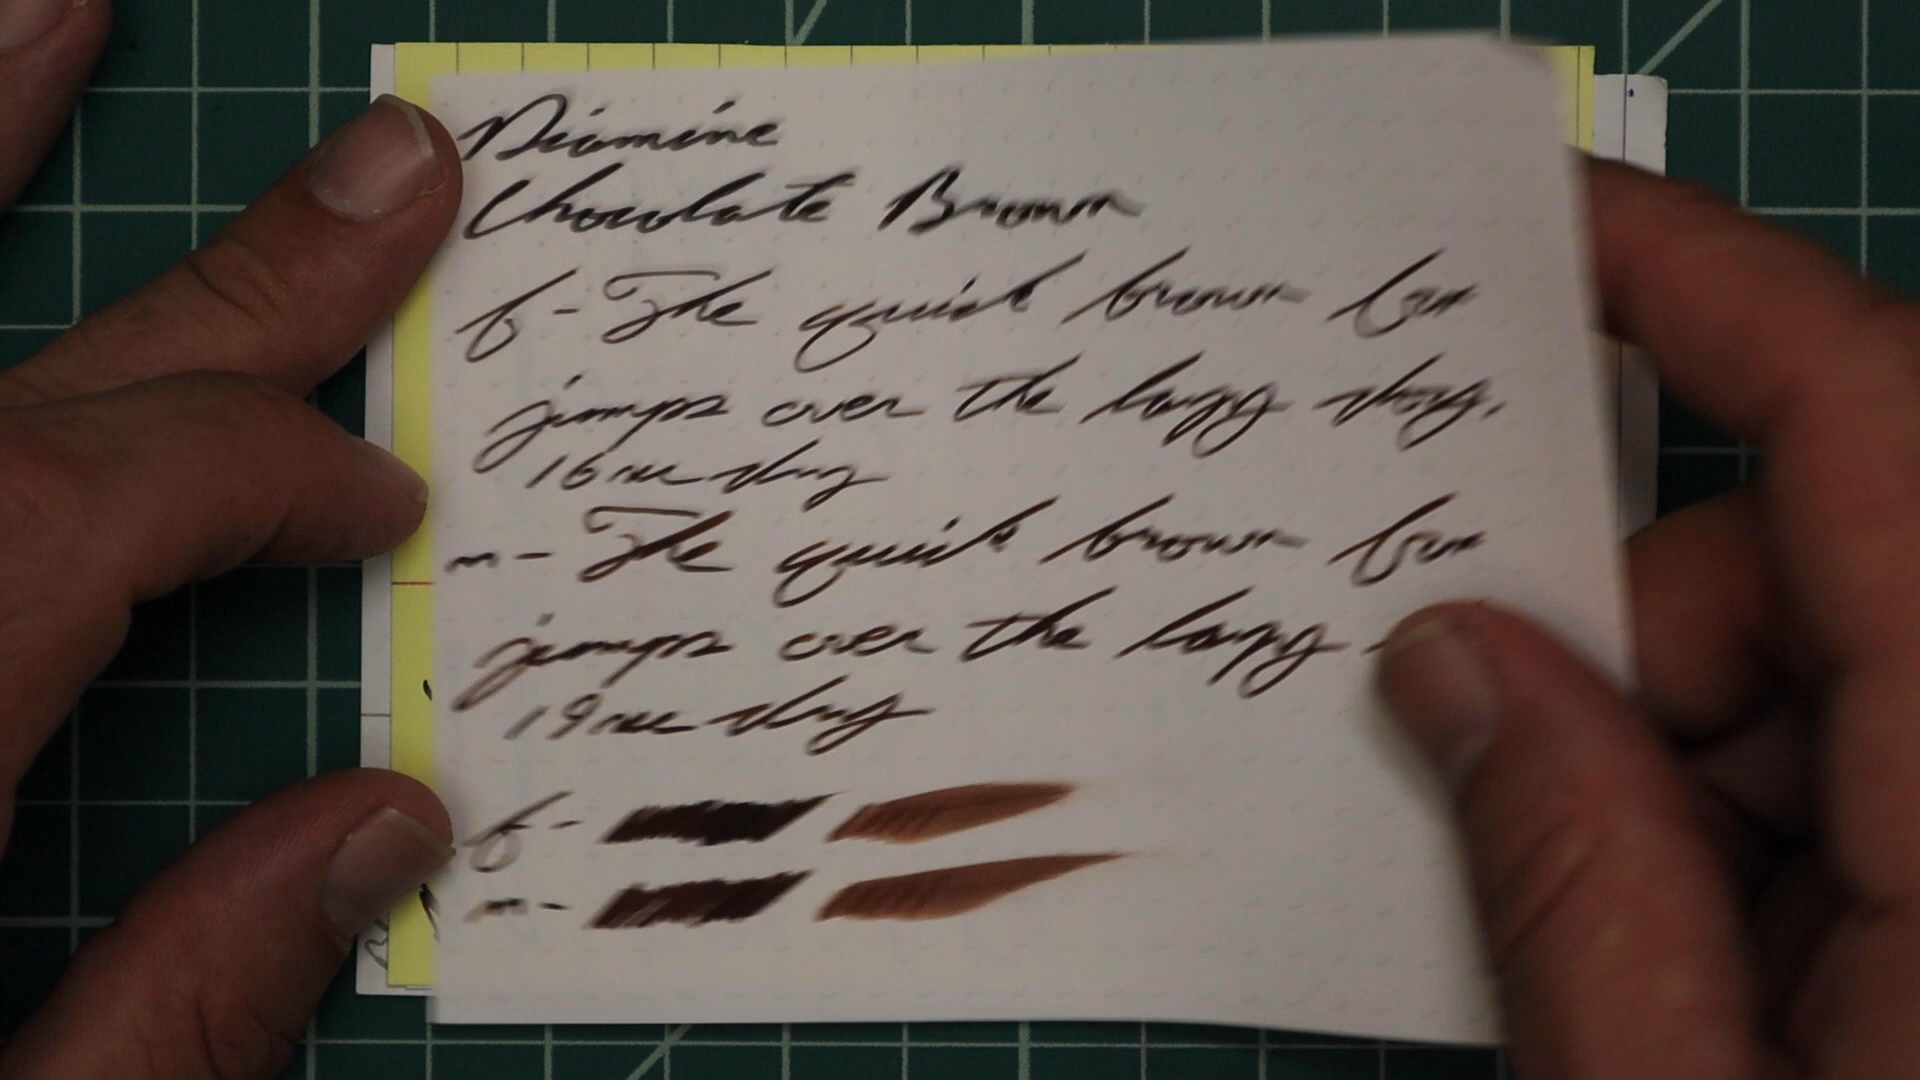 Diamine
Chocolate Brown
f - The quick brown fox
jumps over the lazy dog.
16 sec dry
m - The quick brown fox
jumps over the lazy
19 sec dry
f -
m -